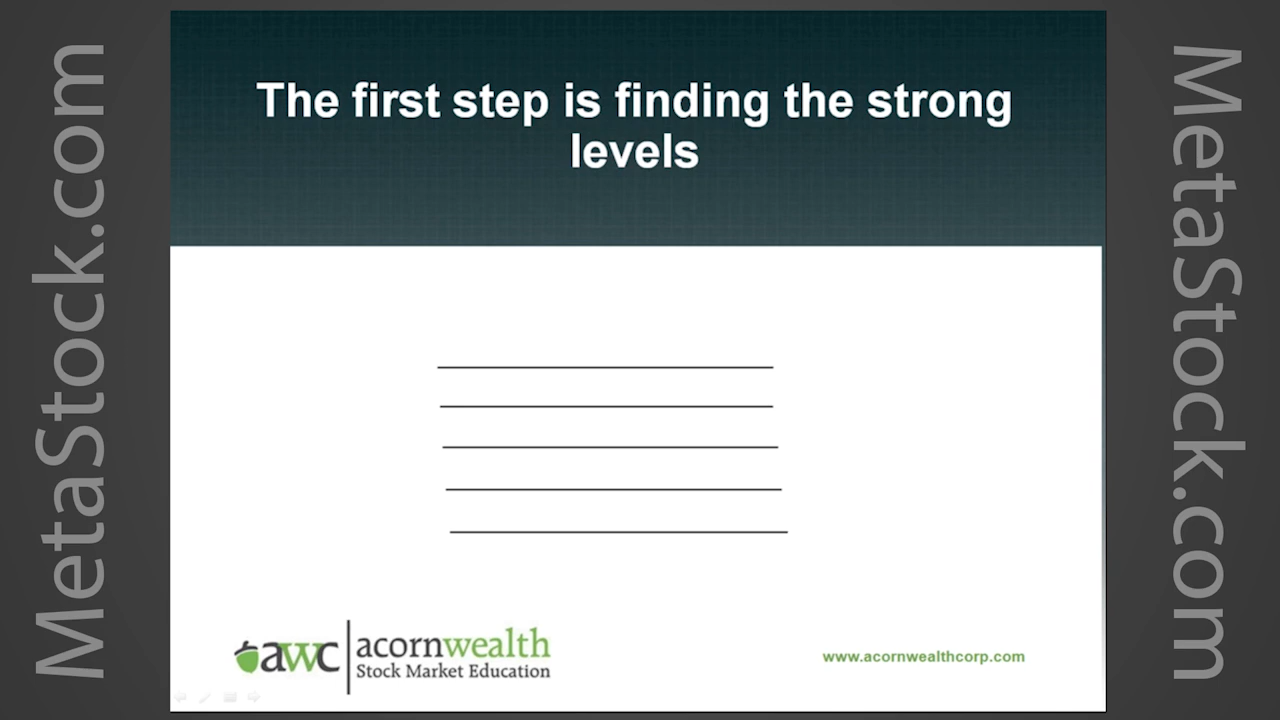 MetaStock.com
The first step is finding the strong
levels
awc
acornwealth
Stock Market Education
www.acornwealthcorp.com
MetaStock.com